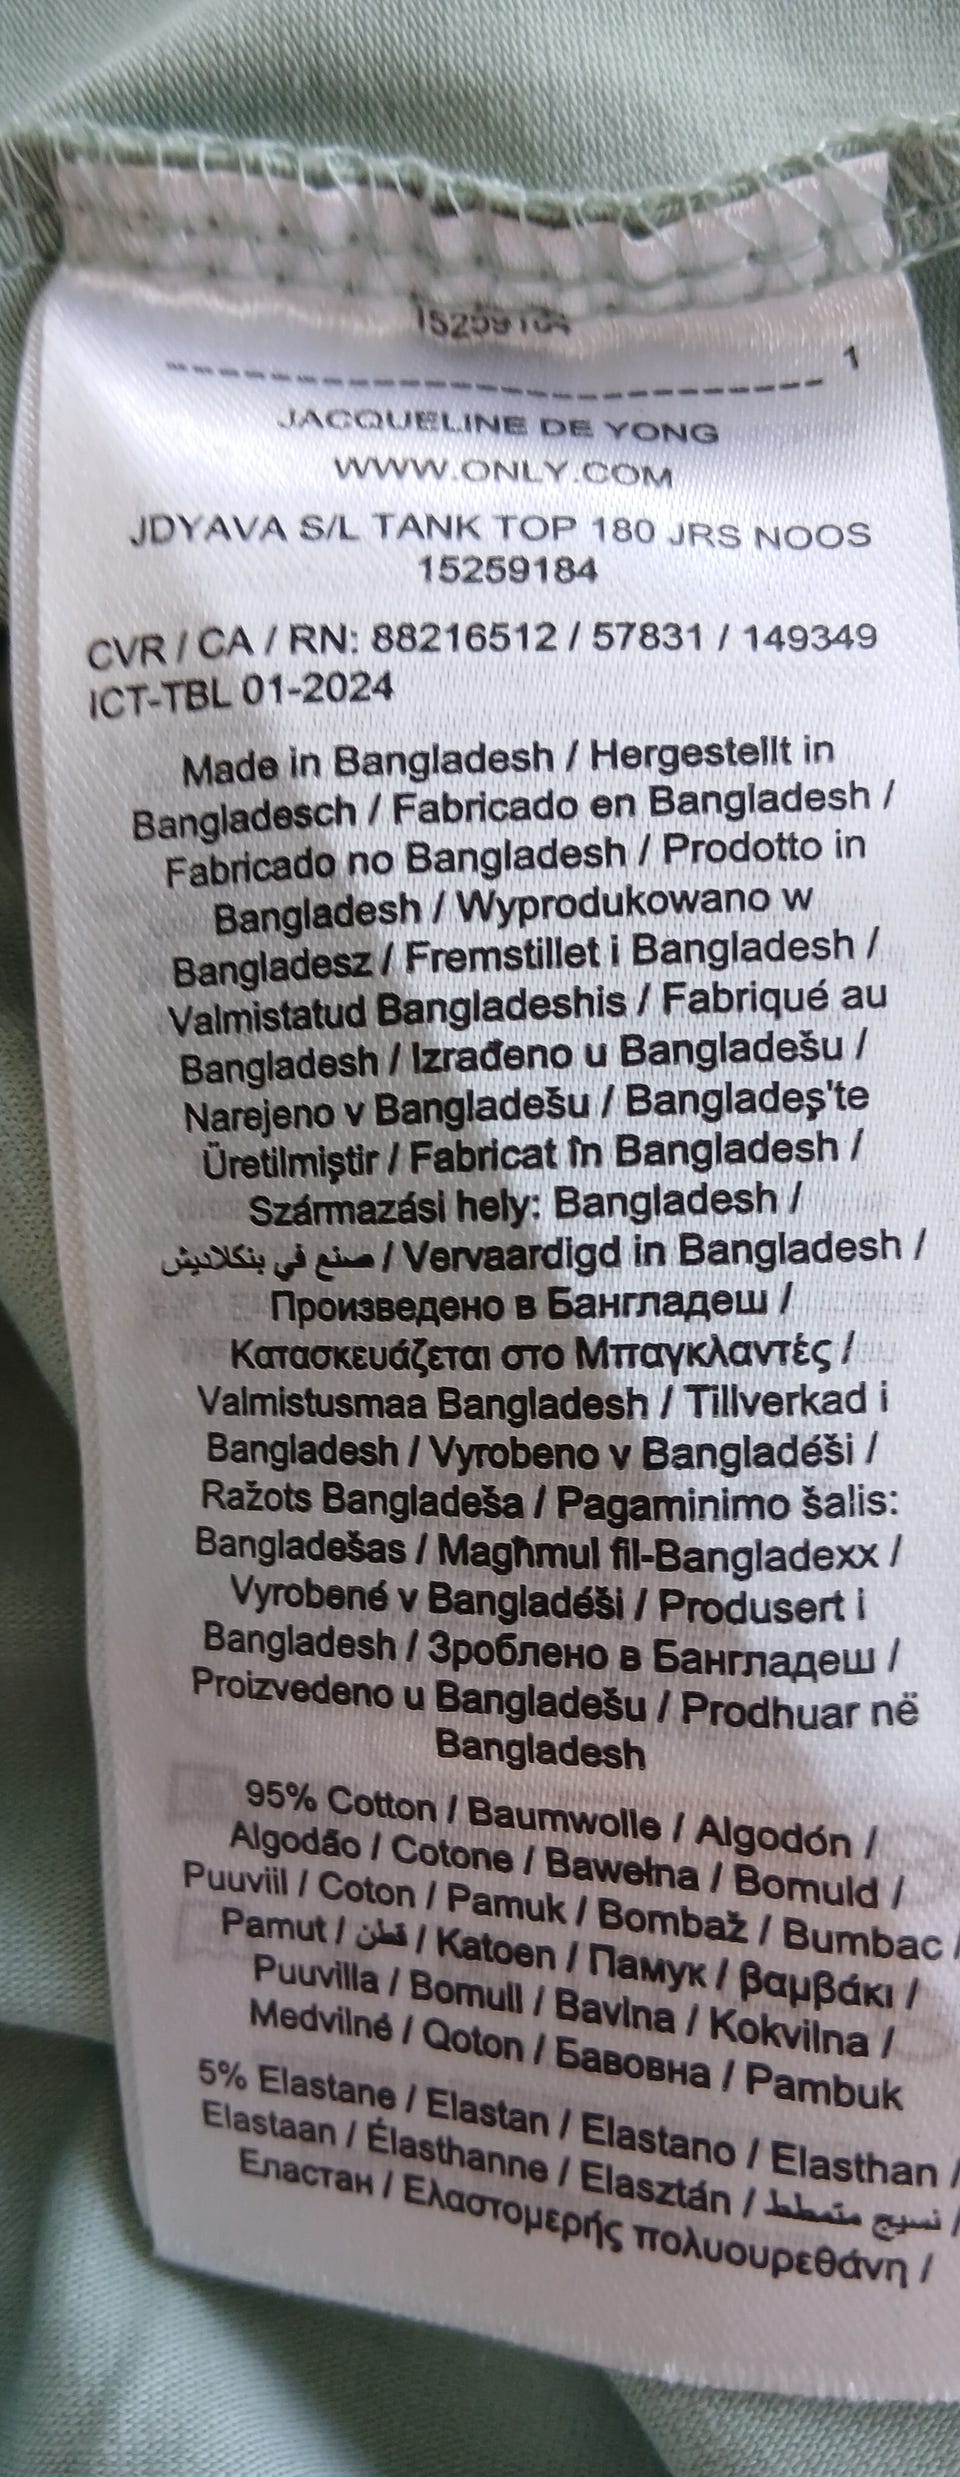 15259184
1
JACQUELINE DE YONG
WWW.ONLY.COM
JDYAVA S/L TANK TOP 180 JRS NOOS
15259184
CVR / CA / RN: 88216512 / 57831 / 149349
ICT-TBL 01-2024
Made in Bangladesh / Hergestellt in
Bangladesch / Fabricado en Bangladesh /
Fabricado no Bangladesh / Prodotto in
Bangladesh / Wyprodukowano w
Bangladesz / Fremstillet i Bangladesh /
Valmistatud Bangladeshis / Fabriqué au
Bangladesh / Izrađeno u Bangladešu /
Narejeno v Bangladešu / Bangladeş'te
Üretilmiştir / Fabricat în Bangladesh /
Származási hely: Bangladesh /
صنع في بنكلاديش / Vervaardigd in Bangladesh /
Произведено в Бангладеш /
Κατασκευάζεται στο Μπαγκλαντές /
Valmistusmaa Bangladesh / Tillverkad i
Bangladesh / Vyrobeno v Bangladéši /
Ražots Bangladeša / Pagaminimo šalis:
Bangladešas / Magħmul fil-Bangladexx /
Vyrobené v Bangladéši / Produsert i
Bangladesh / Зроблено в Бангладеш /
Proizvedeno u Bangladešu / Prodhuar në
Bangladesh
95% Cotton / Baumwolle / Algodón /
Algodão / Cotone / Bawełna / Bomuld /
Puuviil / Coton / Pamuk / Bombaž / Bumbac /
Pamut / قطن / Katoen / Памук / βαμβάκι /
Puuvilla / Bomull / Bavlna / Kokvilna /
Medvilné / Qoton / Бавовна / Pambuk
5% Elastane / Elastan / Elastano / Elasthan /
Elastaan / Élasthanne / Elasztán / نسيج متمطط /
Еластан / Ελαστομερής πολυουρεθάνη /